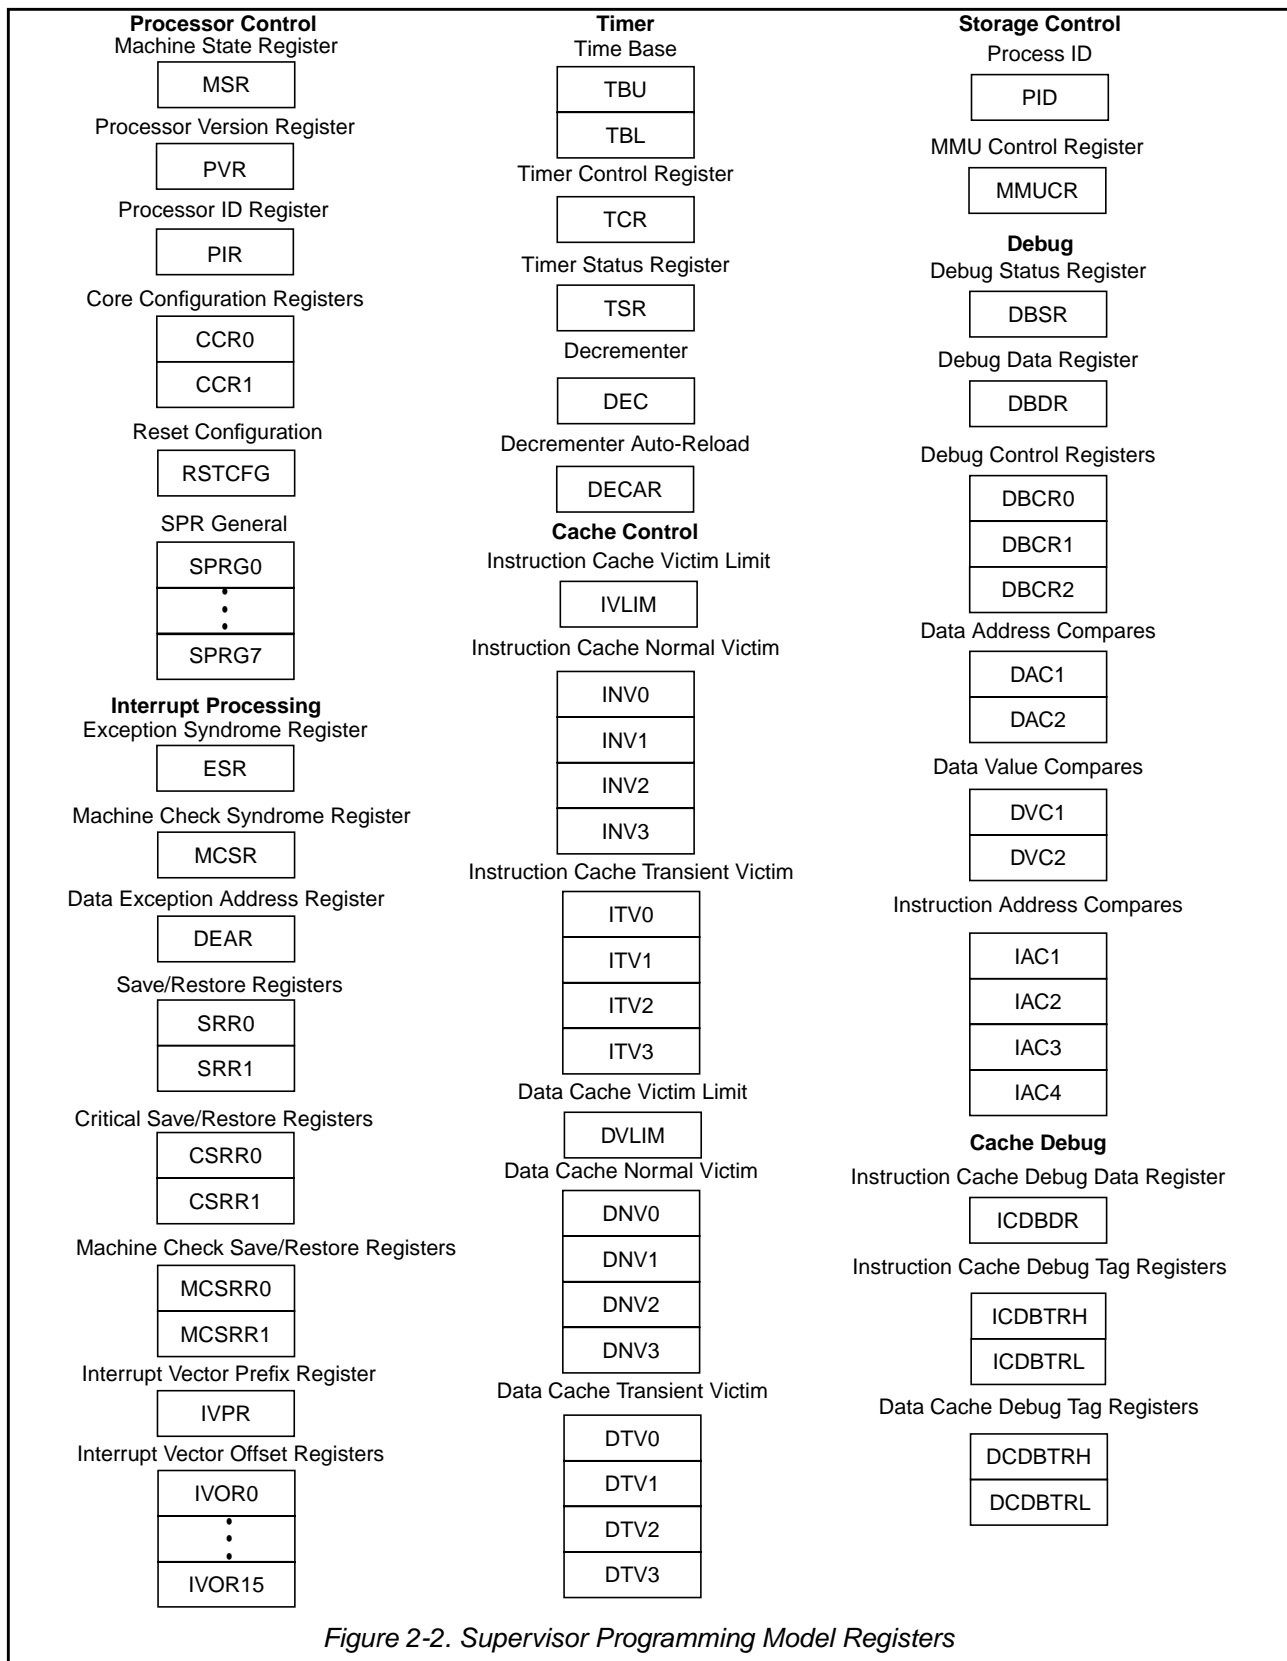 Processor Control
Machine State Register
MSR
Processor Version Register
PVR
Processor ID Register
PIR
Core Configuration Registers
CCR0
CCR1
Reset Configuration
RSTCFG
SPR General
SPRG0
SPRG7
Interrupt Processing
Exception Syndrome Register
ESR
Machine Check Syndrome Register
MCSR
Data Exception Address Register
DEAR
Save/Restore Registers
SRR0
SRR1
Critical Save/Restore Registers
CSRR0
CSRR1
Machine Check Save/Restore Registers
MCSRR0
MCSRR1
Interrupt Vector Prefix Register
IVPR
Interrupt Vector Offset Registers
IVOR0
IVOR15
Timer
Time Base
TBU
TBL
Timer Control Register
TCR
Timer Status Register
TSR
Decrementer
DEC
Decrementer Auto-Reload
DECAR
Cache Control
Instruction Cache Victim Limit
IVLIM
Instruction Cache Normal Victim
INV0
INV1
INV2
INV3
Instruction Cache Transient Victim
ITV0
ITV1
ITV2
ITV3
Data Cache Victim Limit
DVLIM
Data Cache Normal Victim
DNV0
DNV1
DNV2
DNV3
Data Cache Transient Victim
DTV0
DTV1
DTV2
DTV3
Storage Control
Process ID
PID
MMU Control Register
MMUCR
Debug
Debug Status Register
DBSR
Debug Data Register
DBDR
Debug Control Registers
DBCR0
DBCR1
DBCR2
Data Address Compares
DAC1
DAC2
Data Value Compares
DVC1
DVC2
Instruction Address Compares
IAC1
IAC2
IAC3
IAC4
Cache Debug
Instruction Cache Debug Data Register
ICDBDR
Instruction Cache Debug Tag Registers
ICDBTRH
ICDBTRL
Data Cache Debug Tag Registers
DCDBTRH
DCDBTRL
Figure 2-2. Supervisor Programming Model Registers